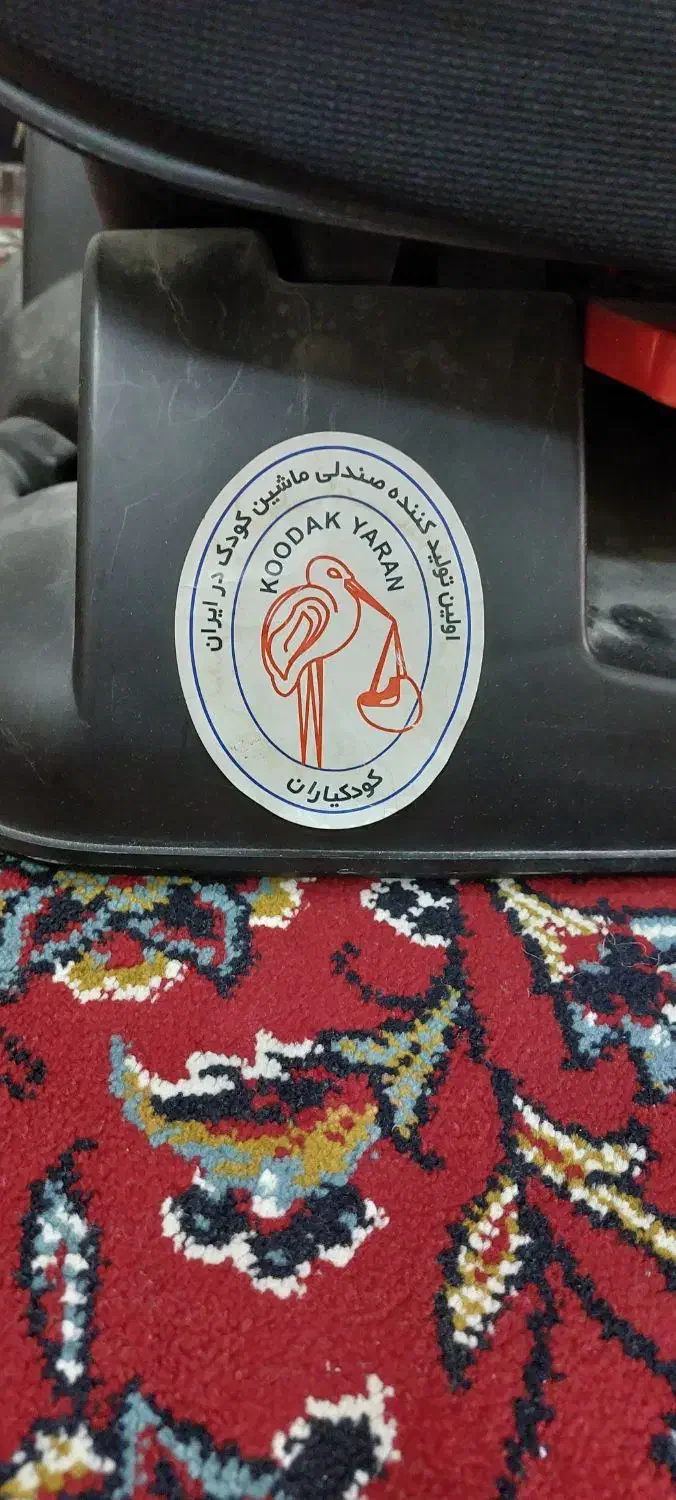 اولین تولید کننده صندلی ماشین کودک در ایران
KOODAK YARAN
کودکیاران